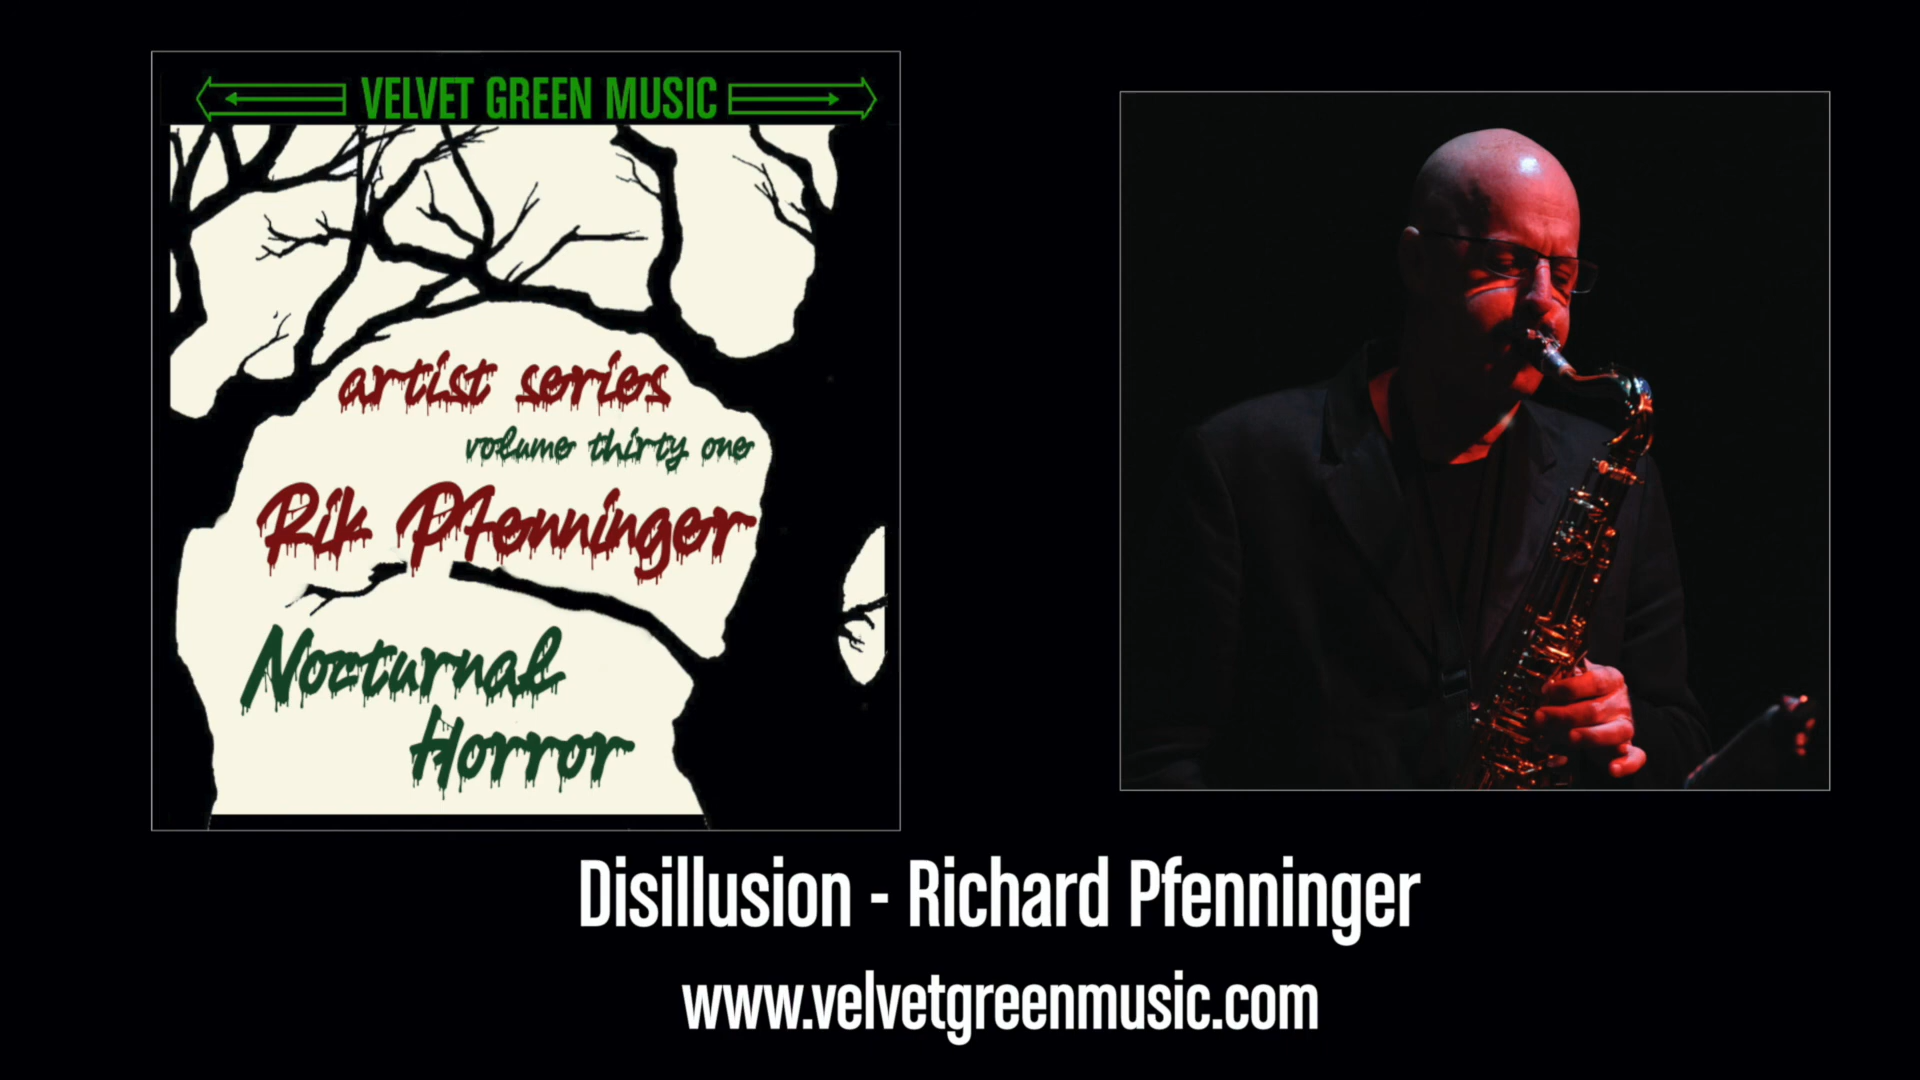 VELVET GREEN MUSIC
artist series
volume thirty one
Rik Pfenninger
Nocturnal
Horror
Disillusion - Richard Pfenninger
www.velvetgreenmusic.com